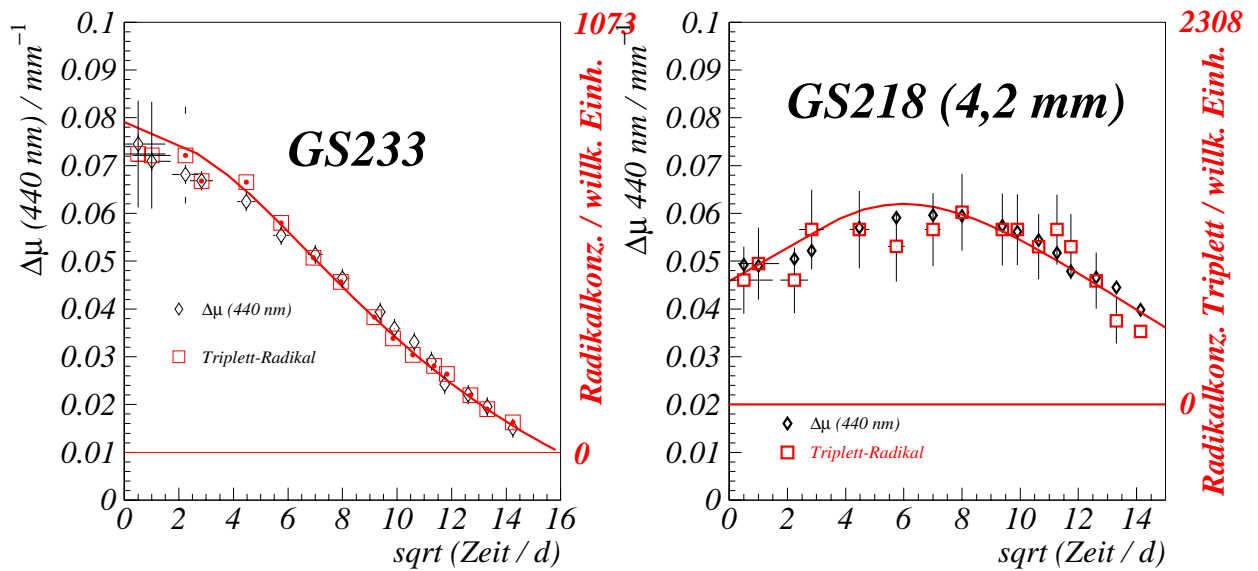 Δμ (440 nm) / mm⁻¹
0.1
0.09
0.08
0.07
0.06
0.05
0.04
0.03
0.02
0.01
0
0 2 4 6 8 10 12 14 16
sqrt (Zeit / d)
GS233
Δμ (440 nm)
Triplett-Radikal
1073
0
Radikalkonz. / willk. Einh.
Δμ 440 nm / mm⁻¹
0.1
0.09
0.08
0.07
0.06
0.05
0.04
0.03
0.02
0.01
0
0 2 4 6 8 10 12 14
sqrt (Zeit / d)
GS218 (4,2 mm)
Δμ (440 nm)
Triplett-Radikal
2308
0
Radikalkonz. Triplett / willk. Einh.